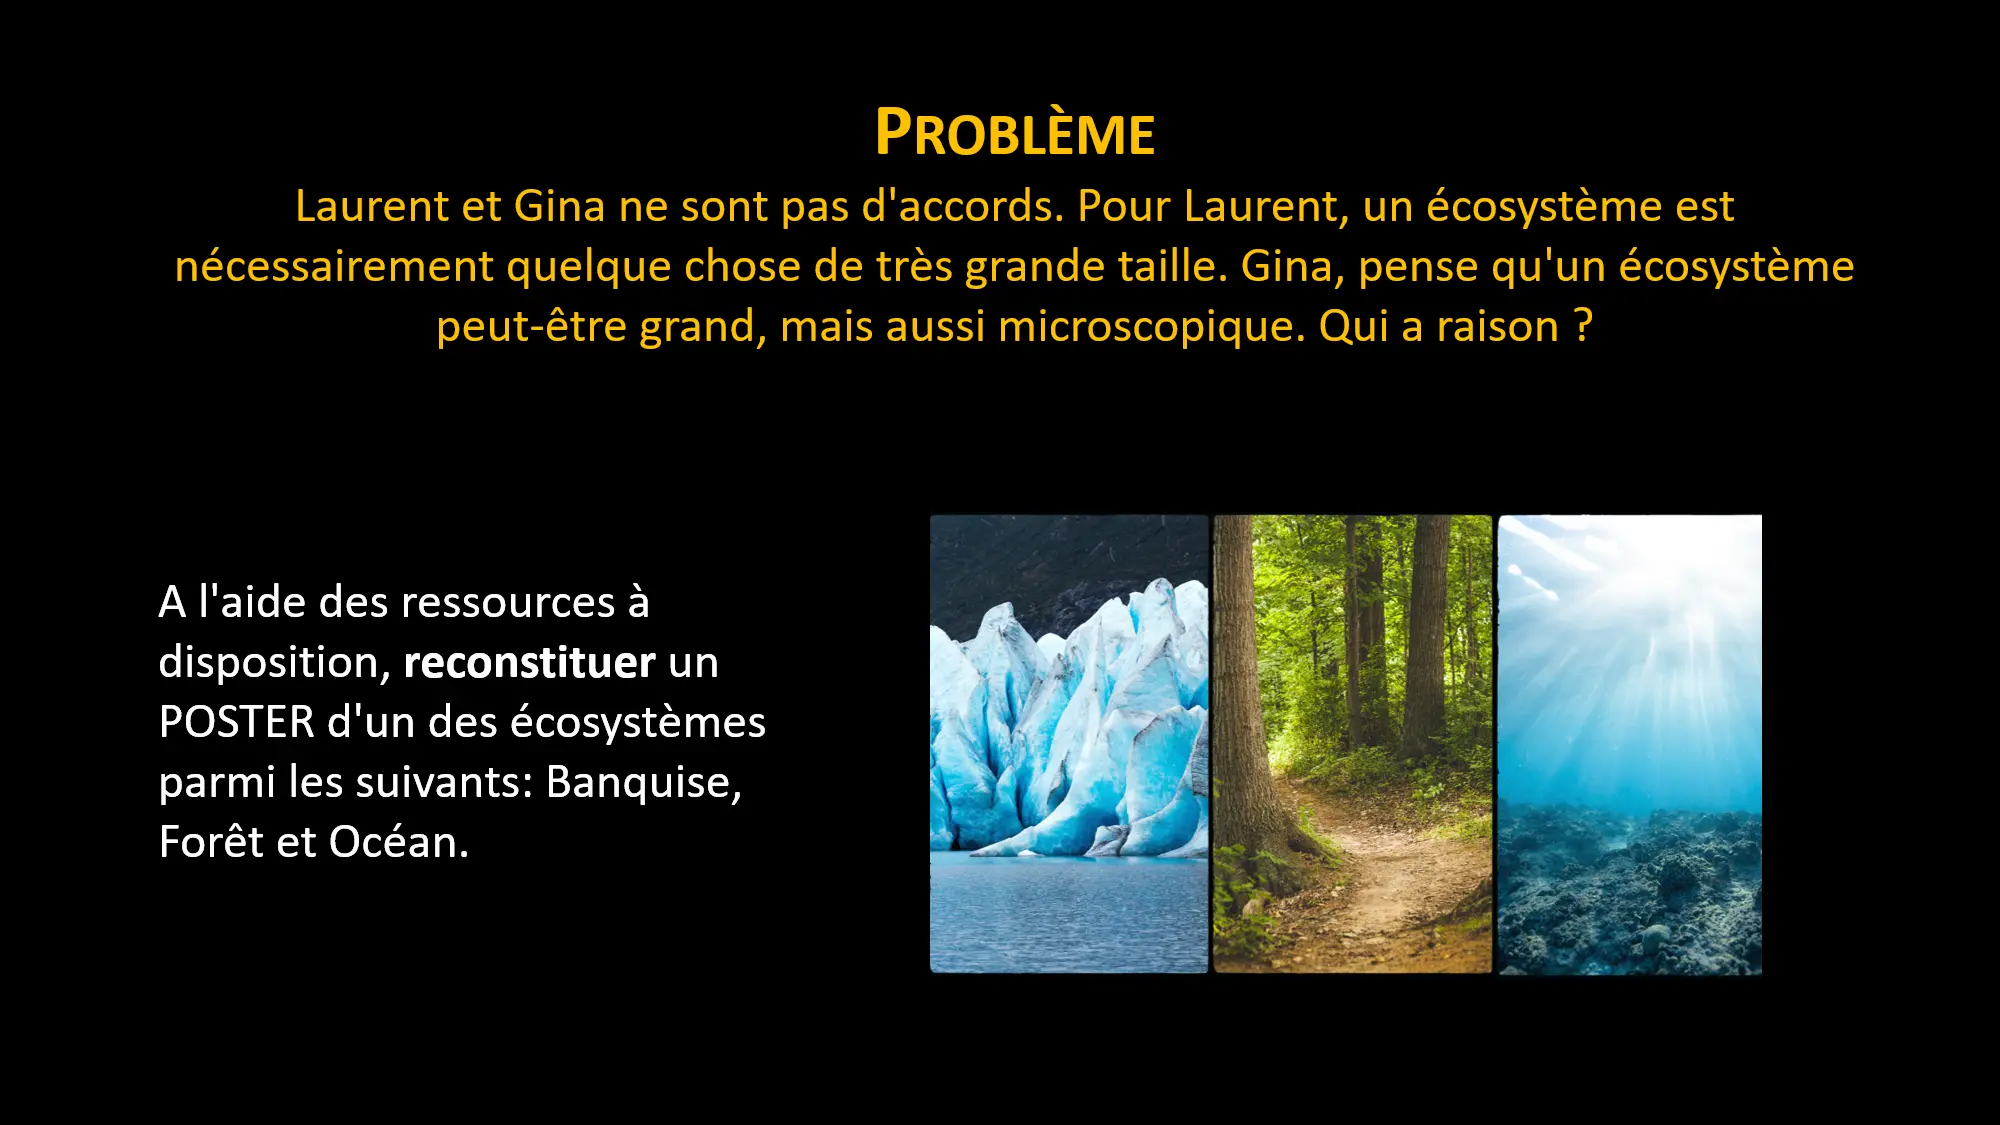 PROBLÈME
Laurent et Gina ne sont pas d'accords. Pour Laurent, un écosystème est
nécessairement quelque chose de très grande taille. Gina, pense qu'un écosystème
peut-être grand, mais aussi microscopique. Qui a raison ?
A l'aide des ressources à
disposition, reconstituer un
POSTER d'un des écosystèmes
parmi les suivants: Banquise,
Forêt et Océan.